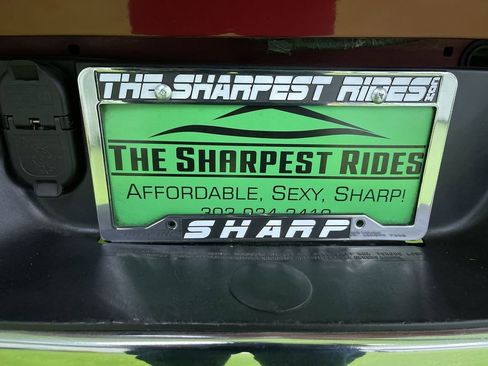 THE SHARPEST RIDES
THE SHARPEST RIDES
AFFORDABLE, SEXY, SHARP!
SHARP